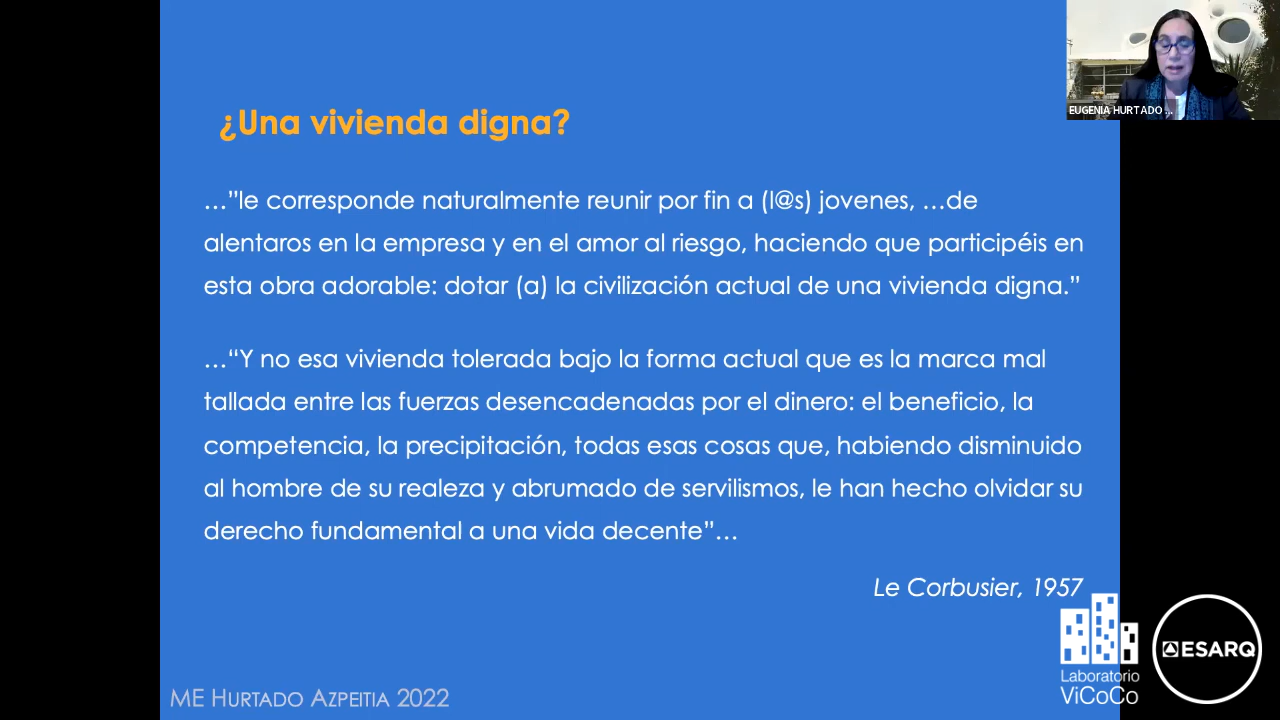 EUGENIA HURTADO ...
¿Una vivienda digna?
…”le corresponde naturalmente reunir por fin a (l@s) jovenes, …de
alentaros en la empresa y en el amor al riesgo, haciendo que participéis en
esta obra adorable: dotar (a) la civilización actual de una vivienda digna.”
…“Y no esa vivienda tolerada bajo la forma actual que es la marca mal
tallada entre las fuerzas desencadenadas por el dinero: el beneficio, la
competencia, la precipitación, todas esas cosas que, habiendo disminuido
al hombre de su realeza y abrumado de servilismos, le han hecho olvidar su
derecho fundamental a una vida decente”…
Le Corbusier, 1957
Laboratorio
ViCoCo
ESARQ
ME HURTADO AZPEITIA 2022